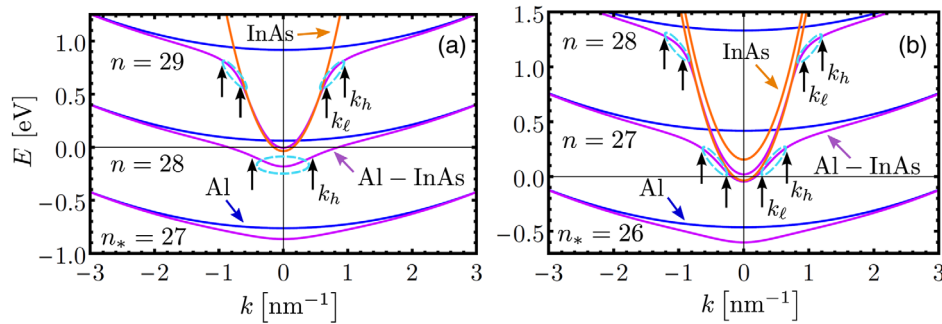 1.0
0.5
0.0
−0.5
−1.0
E [eV]
InAs
(a)
n = 29
k_h
k_ℓ
n = 28
Al − InAs
Al
k_h
n_* = 27
−3 −2 −1 0 1 2 3
k [nm⁻¹]
1.5
1.0
0.5
0.0
−0.5
(b)
n = 28
InAs
k_h
k_ℓ
n = 27
Al − InAs
k_h
k_ℓ
Al
n_* = 26
−3 −2 −1 0 1 2 3
k [nm⁻¹]